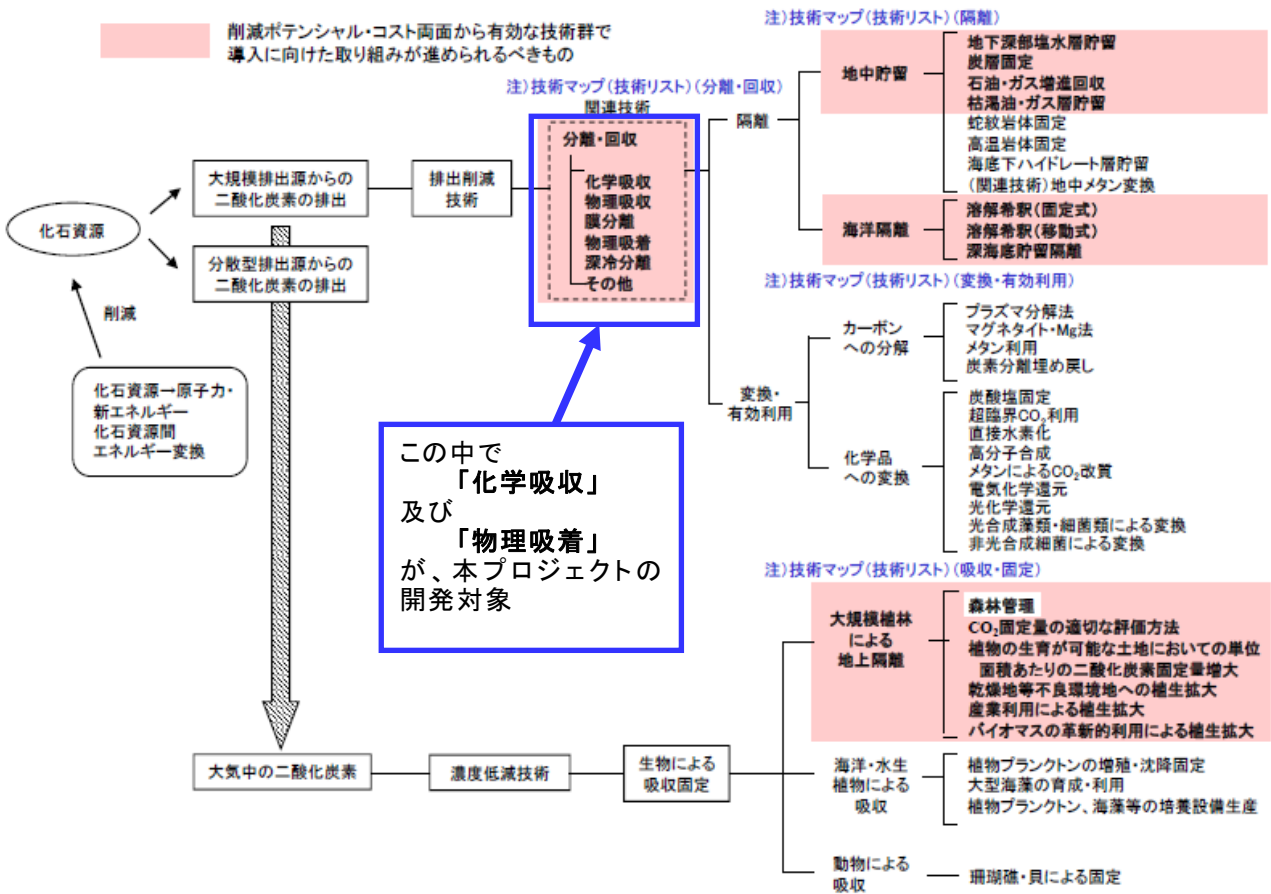 削減ポテンシャル・コスト両面から有効な技術群で
導入に向けた取り組みが進められるべきもの
注)技術マップ(技術リスト)(隔離)
地中貯留
地下深部塩水層貯留
炭層固定
石油・ガス増進回収
枯渇油・ガス層貯留
蛇紋岩体固定
高温岩体固定
海底下ハイドレート層貯留
(関連技術)地中メタン変換
注)技術マップ(技術リスト)(分離・回収)
関連技術
分離・回収
化学吸収
物理吸収
膜分離
物理吸着
深冷分離
その他
隔離
海洋隔離
溶解希釈(固定式)
溶解希釈(移動式)
深海底貯留隔離
化石資源
大規模排出源からの
二酸化炭素の排出
排出削減
技術
分散型排出源からの
二酸化炭素の排出
削減
化石資源→原子力・
新エネルギー
化石資源間
エネルギー変換
注)技術マップ(技術リスト)(変換・有効利用)
変換・
有効利用
カーボン
への分解
プラズマ分解法
マグネタイト・Mg法
メタン利用
炭素分離埋め戻し
化学品
への変換
炭酸塩固定
超臨界CO₂利用
直接水素化
高分子合成
メタンによるCO₂改質
電気化学還元
光化学還元
光合成藻類・細菌類による変換
非光合成細菌による変換
この中で
「化学吸収」
及び
「物理吸着」
が、本プロジェクトの
開発対象
注)技術マップ(技術リスト)(吸収・固定)
大規模植林
による
地上隔離
森林管理
CO₂固定量の適切な評価方法
植物の生育が可能な土地においての単位
面積あたりの二酸化炭素固定量増大
乾燥地等不良環境地への植生拡大
産業利用による植生拡大
バイオマスの革新的利用による植生拡大
大気中の二酸化炭素
濃度低減技術
生物による
吸収固定
海洋・水生
植物による
吸収
植物プランクトンの増殖・沈降固定
大型海藻の育成・利用
植物プランクトン、海藻等の培養設備生産
動物による
吸収
珊瑚礁・貝による固定